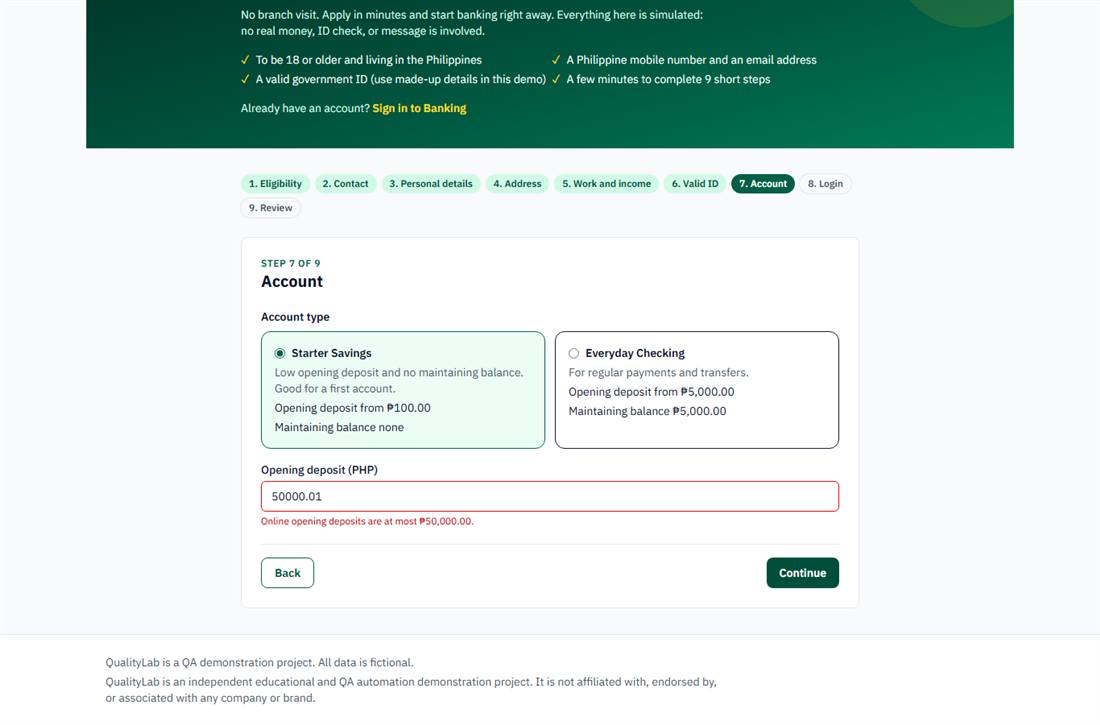 No branch visit. Apply in minutes and start banking right away. Everything here is simulated:
no real money, ID check, or message is involved.
✓ To be 18 or older and living in the Philippines
✓ A Philippine mobile number and an email address
✓ A valid government ID (use made-up details in this demo)
✓ A few minutes to complete 9 short steps
Already have an account? Sign in to Banking
1. Eligibility
2. Contact
3. Personal details
4. Address
5. Work and income
6. Valid ID
7. Account
8. Login
9. Review
STEP 7 OF 9
Account
Account type
Starter Savings
Low opening deposit and no maintaining balance.
Good for a first account.
Opening deposit from ₱100.00
Maintaining balance none
Everyday Checking
For regular payments and transfers.
Opening deposit from ₱5,000.00
Maintaining balance ₱5,000.00
Opening deposit (PHP)
50000.01
Online opening deposits are at most ₱50,000.00.
Back
Continue
QualityLab is a QA demonstration project. All data is fictional.
QualityLab is an independent educational and QA automation demonstration project. It is not affiliated with, endorsed by,
or associated with any company or brand.